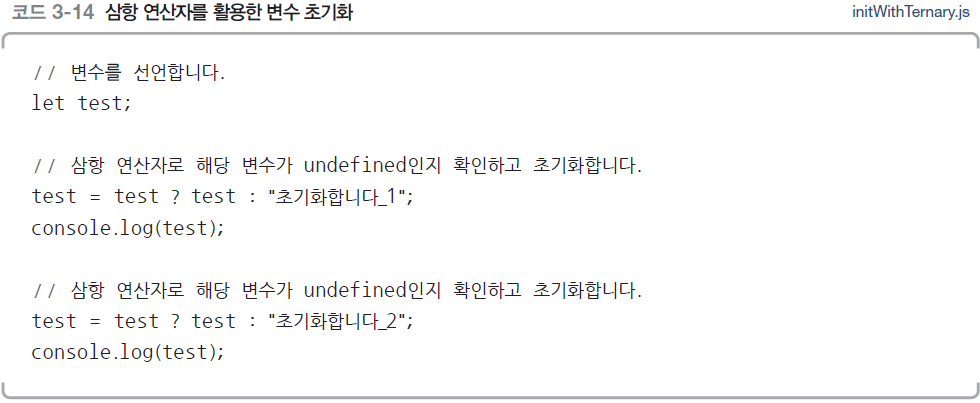 코드 3-14 삼항 연산자를 활용한 변수 초기화 initWithTernary.js
// 변수를 선언합니다.
let test;
// 삼항 연산자로 해당 변수가 undefined인지 확인하고 초기화합니다.
test = test ? test : "초기화합니다_1";
console.log(test);
// 삼항 연산자로 해당 변수가 undefined인지 확인하고 초기화합니다.
test = test ? test : "초기화합니다_2";
console.log(test);